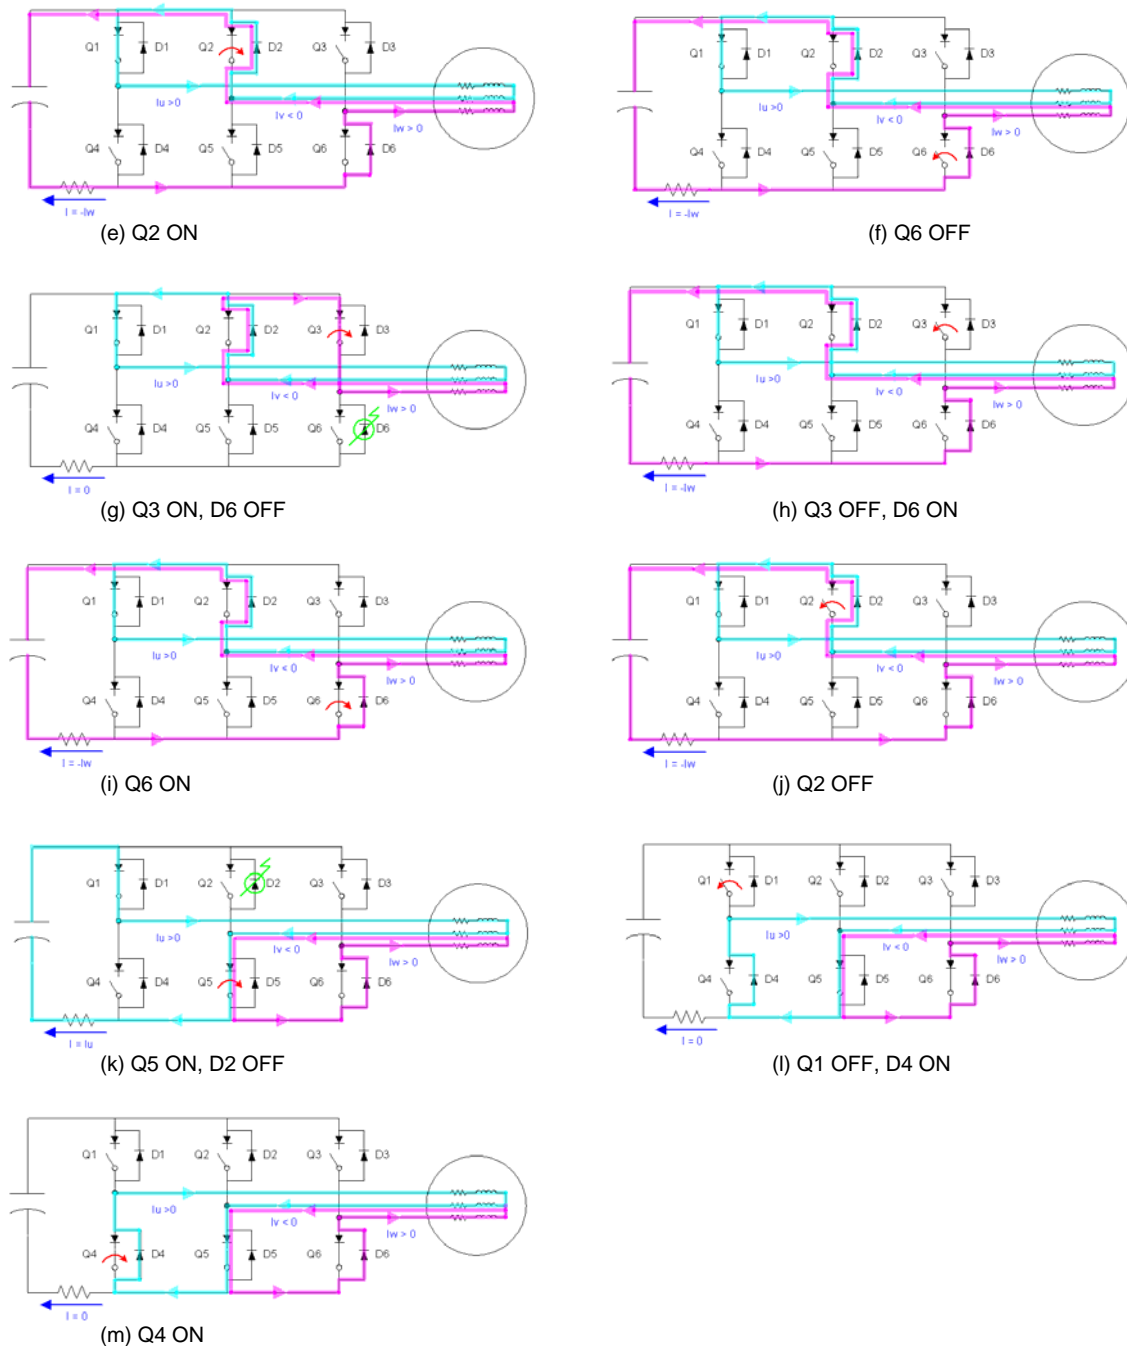 Q1 D1 Q2 D2 Q3 D3
Iu >0 Iv < 0 Iw > 0
Q4 D4 Q5 D5 Q6 D6
I = -Iw
(e) Q2 ON
Q1 D1 Q2 D2 Q3 D3
Iu >0 Iv < 0 Iw > 0
Q4 D4 Q5 D5 Q6 D6
I = -Iw
(f) Q6 OFF
Q1 D1 Q2 D2 Q3 D3
Iu >0 Iv < 0 Iw > 0
Q4 D4 Q5 D5 Q6 D6
I = 0
(g) Q3 ON, D6 OFF
Q1 D1 Q2 D2 Q3 D3
Iu >0 Iv < 0 Iw > 0
Q4 D4 Q5 D5 Q6 D6
I = -Iw
(h) Q3 OFF, D6 ON
Q1 D1 Q2 D2 Q3 D3
Iu >0 Iv < 0 Iw > 0
Q4 D4 Q5 D5 Q6 D6
I = -Iw
(i) Q6 ON
Q1 D1 Q2 D2 Q3 D3
Iu >0 Iv < 0 Iw > 0
Q4 D4 Q5 D5 Q6 D6
I = -Iw
(j) Q2 OFF
Q1 D1 Q2 D2 Q3 D3
Iu >0 Iv < 0 Iw > 0
Q4 D4 Q5 D5 Q6 D6
I = Iu
(k) Q5 ON, D2 OFF
Q1 D1 Q2 D2 Q3 D3
Iu >0 Iv < 0 Iw > 0
Q4 D4 Q5 D5 Q6 D6
I = 0
(l) Q1 OFF, D4 ON
Q1 D1 Q2 D2 Q3 D3
Iu >0 Iv < 0 Iw > 0
Q4 D4 Q5 D5 Q6 D6
I = 0
(m) Q4 ON